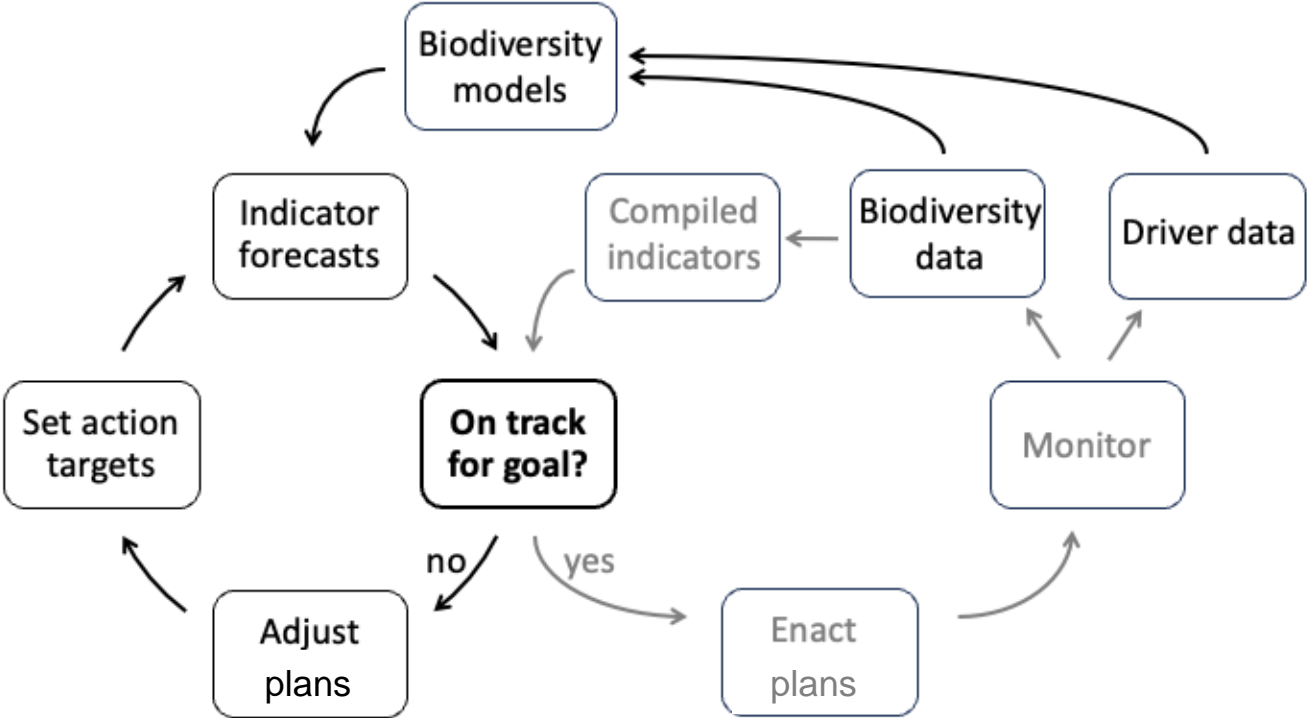 Biodiversity
models
Indicator
forecasts
Compiled
indicators
Biodiversity
data
Driver data
Set action
targets
On track
for goal?
Monitor
no
yes
Adjust
plans
Enact
plans